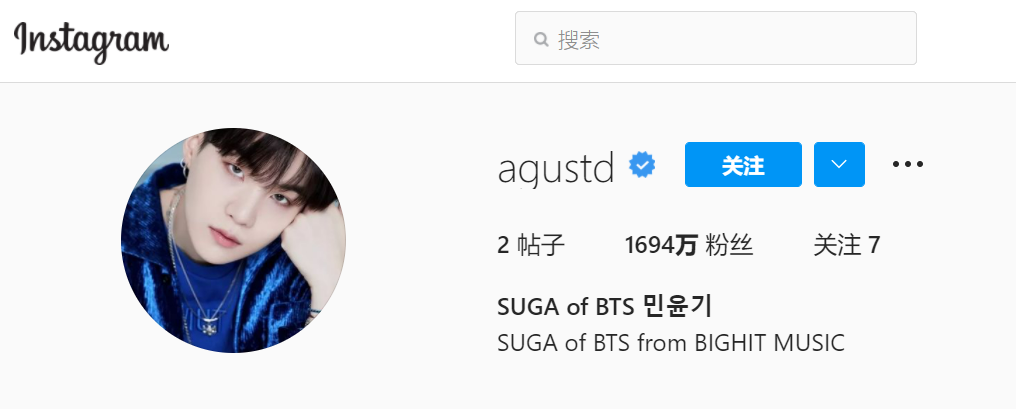 Instagram
搜索
agustd
关注
2 帖子 1694万 粉丝 关注 7
SUGA of BTS 민윤기
SUGA of BTS from BIGHIT MUSIC